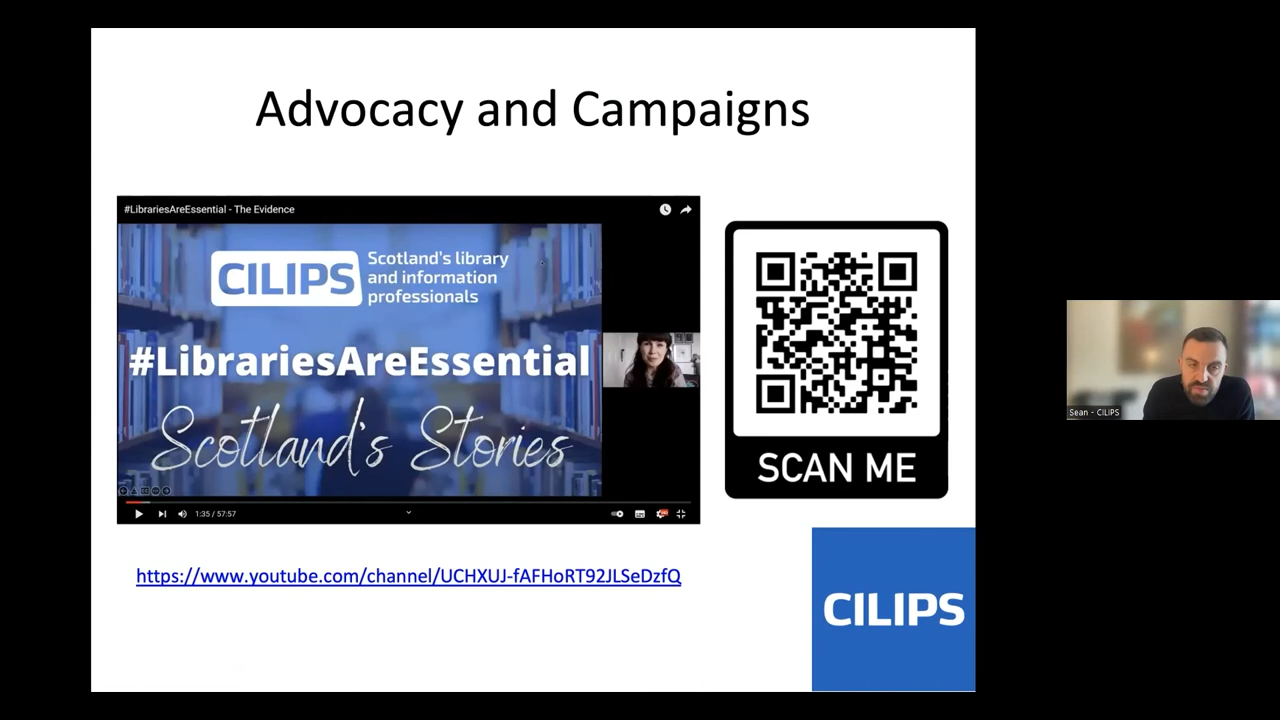 Advocacy and Campaigns
#LibrariesAreEssential - The Evidence
CILIPS
Scotland's library
and information
professionals
#LibrariesAreEssential
Scotland's Stories
1:35 / 57:57
SCAN ME
https://www.youtube.com/channel/UCHXUJ-fAFHoRT92JLSeDzfQ
CILIPS
Sean - CILIPS